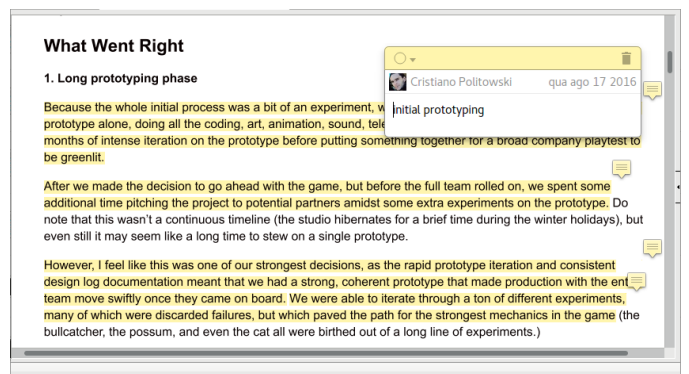 What Went Right
1. Long prototyping phase
Cristiano Politowski qua ago 17 2016
initial prototyping
Because the whole initial process was a bit of an experiment, w
prototype alone, doing all the coding, art, animation, sound, tele
months of intense iteration on the prototype before putting something together for a broad company playtest to
be greenlit.
After we made the decision to go ahead with the game, but before the full team rolled on, we spent some
additional time pitching the project to potential partners amidst some extra experiments on the prototype. Do
note that this wasn't a continuous timeline (the studio hibernates for a brief time during the winter holidays), but
even still it may seem like a long time to stew on a single prototype.
However, I feel like this was one of our strongest decisions, as the rapid prototype iteration and consistent
design log documentation meant that we had a strong, coherent prototype that made production with the ent
team move swiftly once they came on board. We were able to iterate through a ton of different experiments,
many of which were discarded failures, but which paved the path for the strongest mechanics in the game (the
bullcatcher, the possum, and even the cat all were birthed out of a long line of experiments.)